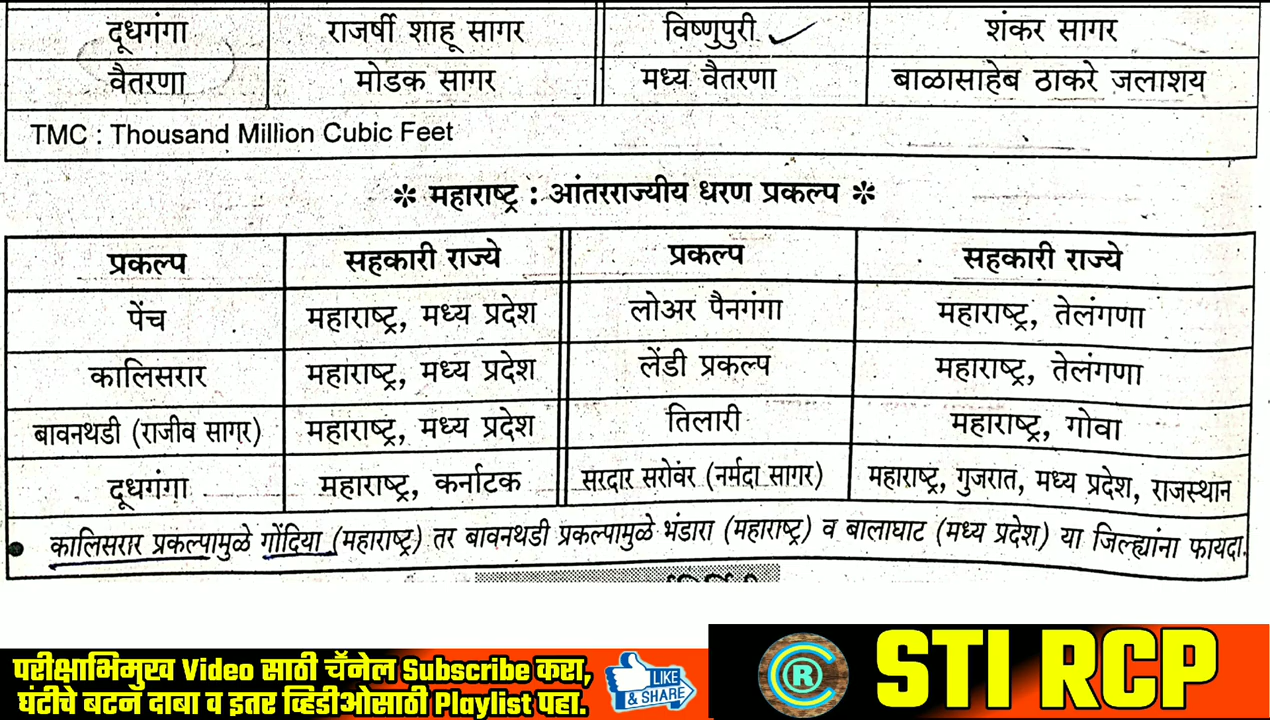 दूधगंगा राजर्षी शाहू सागर विष्णुपुरी शंकर सागर
वैतरणा मोडक सागर मध्य वैतरणा बाळासाहेब ठाकरे जलाशय
TMC : Thousand Million Cubic Feet
* महाराष्ट्र : आंतरराज्यीय धरण प्रकल्प *
प्रकल्प सहकारी राज्ये प्रकल्प सहकारी राज्ये
पेंच महाराष्ट्र, मध्य प्रदेश लोअर पैनगंगा महाराष्ट्र, तेलंगणा
कालिसरार महाराष्ट्र, मध्य प्रदेश लेंडी प्रकल्प महाराष्ट्र, तेलंगणा
बावनथडी (राजीव सागर) महाराष्ट्र, मध्य प्रदेश तिलारी महाराष्ट्र, गोवा
दूधगंगा महाराष्ट्र, कर्नाटक सरदार सरोवर (नर्मदा सागर) महाराष्ट्र, गुजरात, मध्य प्रदेश, राजस्थान
• कालिसरार प्रकल्पामुळे गोंदिया (महाराष्ट्र) तर बावनथडी प्रकल्पामुळे भंडारा (महाराष्ट्र) व बालाघाट (मध्य प्रदेश) या जिल्ह्यांना फायदा.
परीक्षाभिमुख Video साठी चॅनेल Subscribe करा,
घंटीचे बटन दाबा व इतर व्हिडीओसाठी Playlist पहा.
LIKE
& SHARE
C R
STI RCP